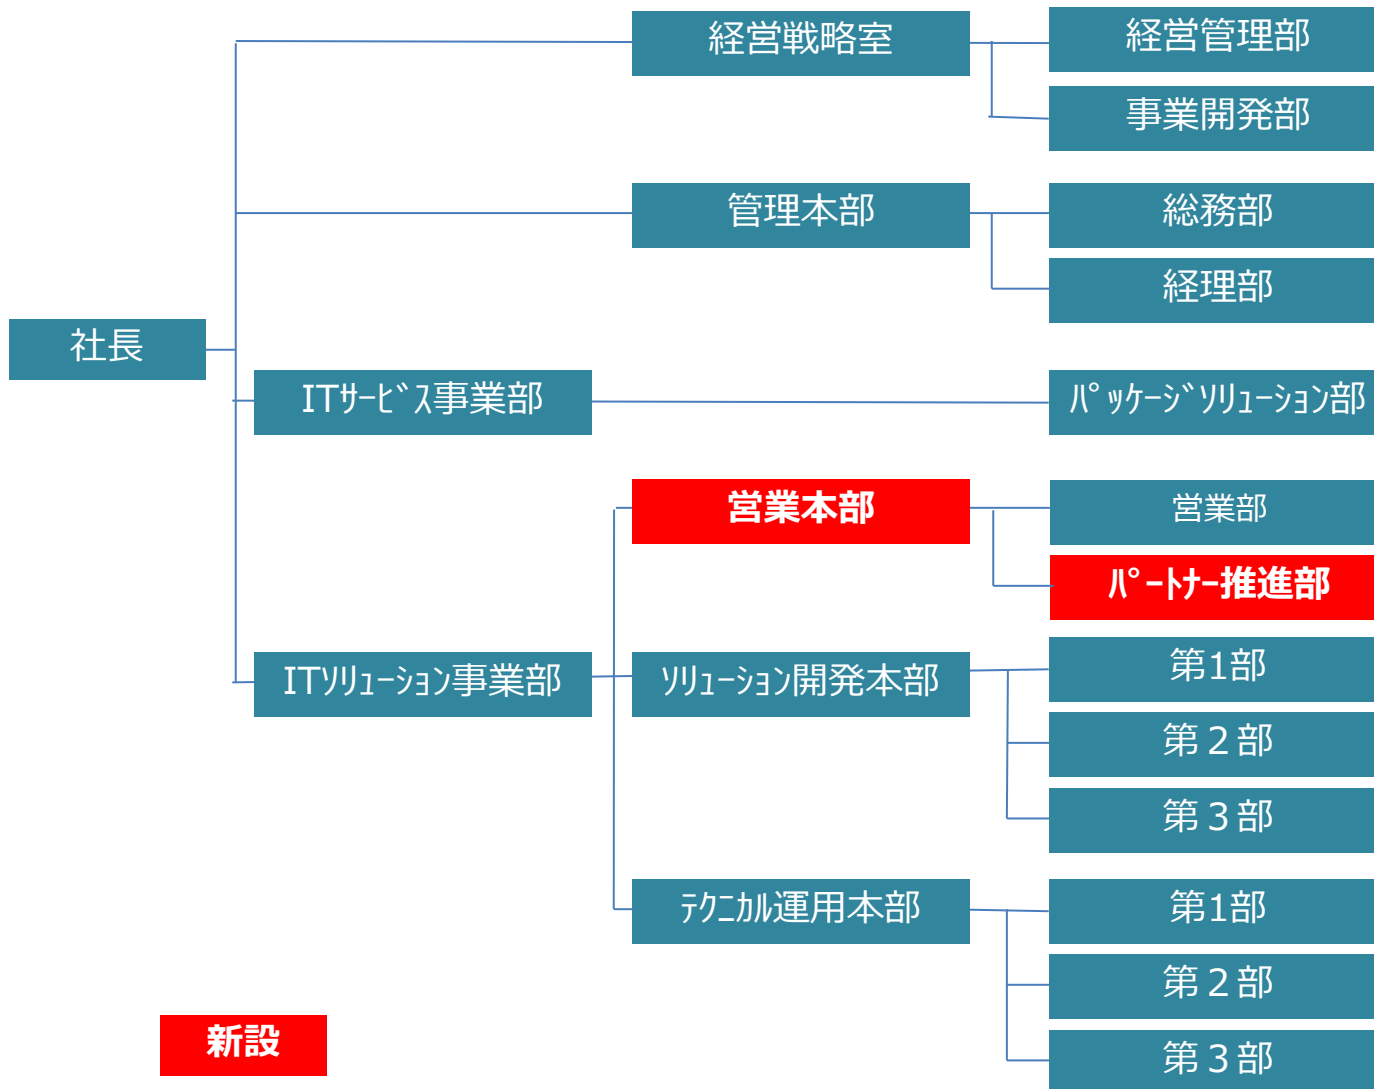 経営戦略室
経営管理部
事業開発部
管理本部
総務部
経理部
社長
ITｻｰﾋﾞｽ事業部
ﾊﾟｯｹｰｼﾞｿﾘｭｰｼｮﾝ部
営業本部
営業部
ﾊﾟｰﾄﾅｰ推進部
ITｿﾘｭｰｼｮﾝ事業部
ｿﾘｭｰｼｮﾝ開発本部
第1部
第２部
第３部
ﾃｸﾆｶﾙ運用本部
第1部
第２部
第３部
新設